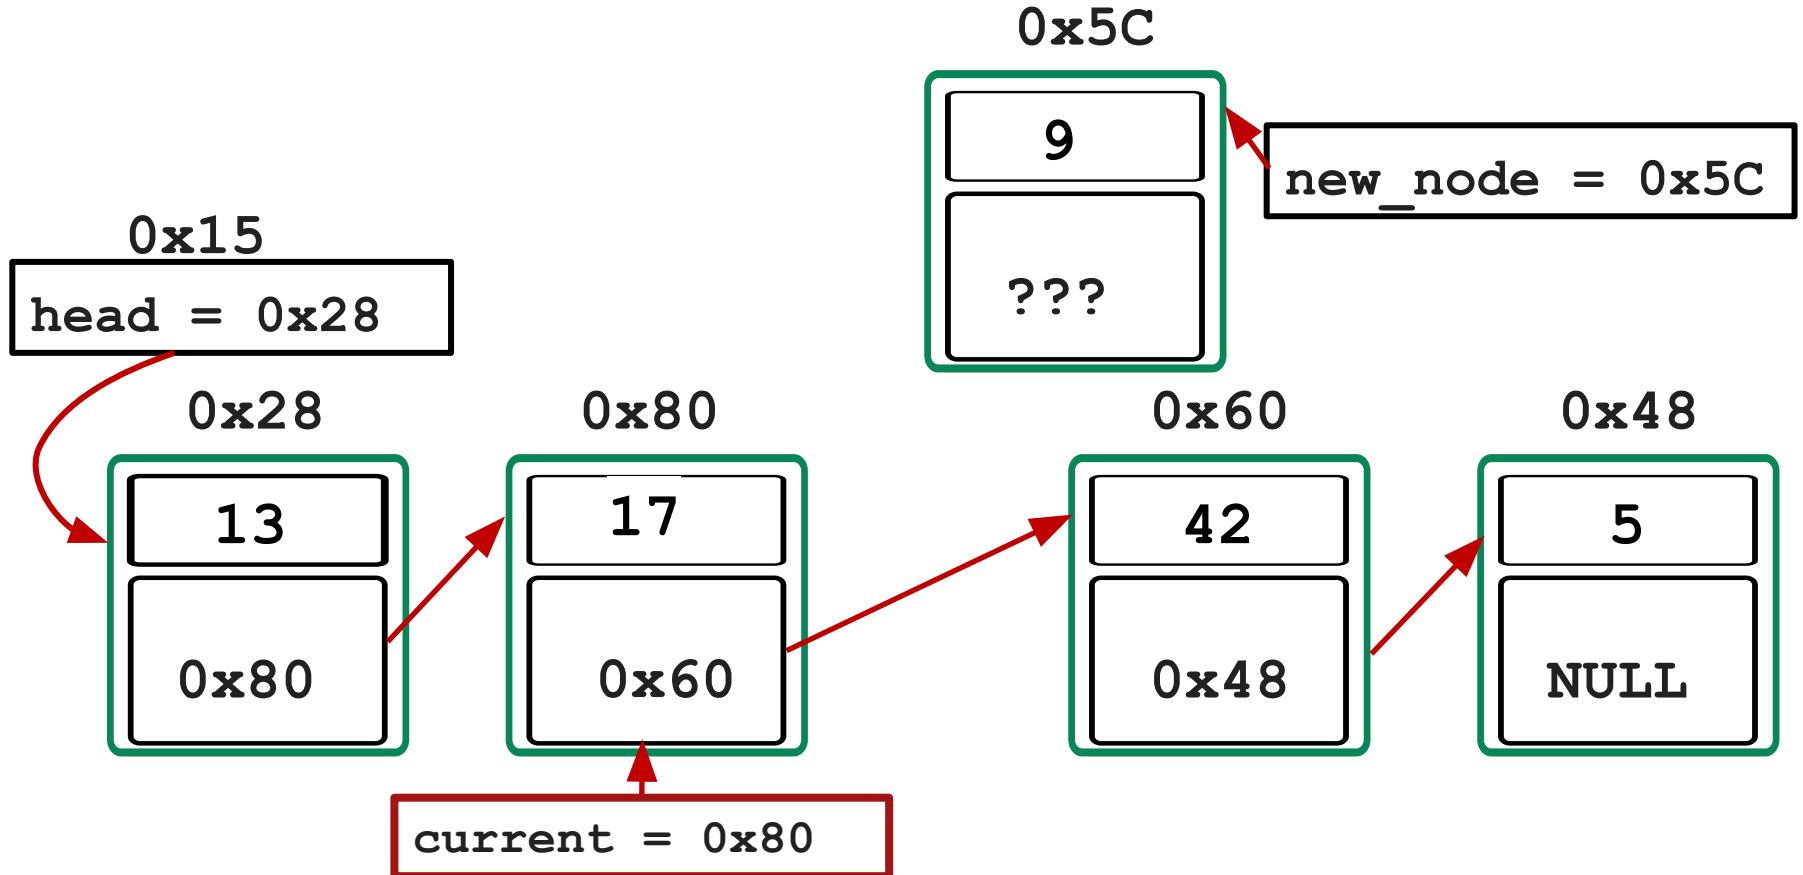 0x5C
9
new_node = 0x5C
???
0x15
head = 0x28
0x28
0x80
0x60
0x48
13
17
42
5
0x80
0x60
0x48
NULL
current = 0x80